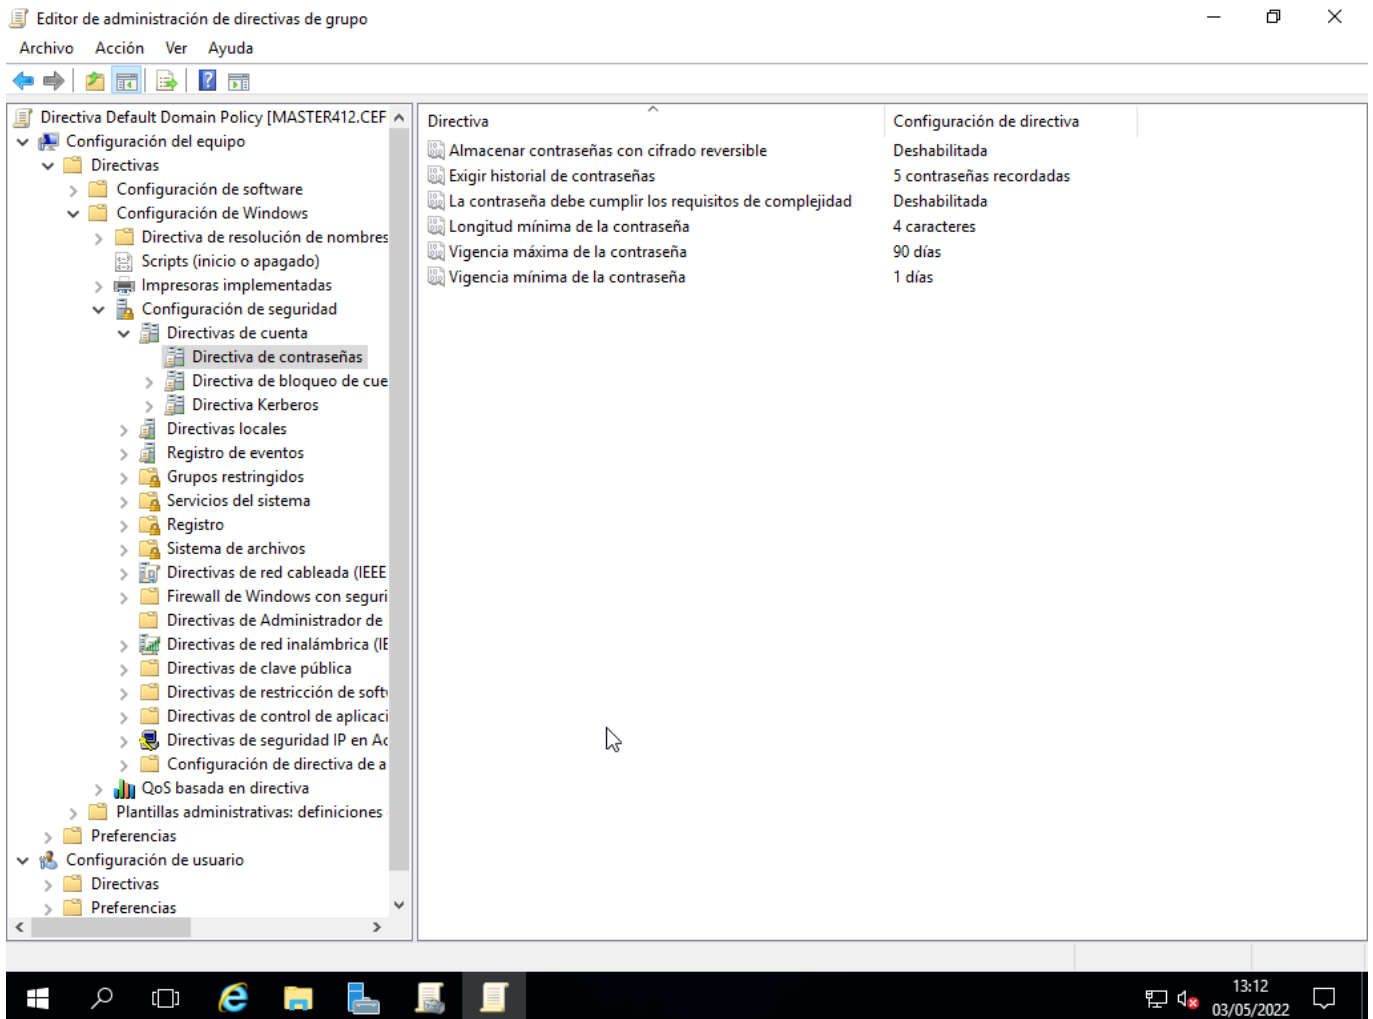 Editor de administración de directivas de grupo
Archivo Acción Ver Ayuda
Directiva Default Domain Policy [MASTER412.CEF
Configuración del equipo
Directivas
Configuración de software
Configuración de Windows
Directiva de resolución de nombres
Scripts (inicio o apagado)
Impresoras implementadas
Configuración de seguridad
Directivas de cuenta
Directiva de contraseñas
Directiva de bloqueo de cue
Directiva Kerberos
Directivas locales
Registro de eventos
Grupos restringidos
Servicios del sistema
Registro
Sistema de archivos
Directivas de red cableada (IEEE
Firewall de Windows con seguri
Directivas de Administrador de
Directivas de red inalámbrica (IE
Directivas de clave pública
Directivas de restricción de soft
Directivas de control de aplicaci
Directivas de seguridad IP en Ac
Configuración de directiva de a
QoS basada en directiva
Plantillas administrativas: definiciones
Preferencias
Configuración de usuario
Directivas
Preferencias
Directiva Configuración de directiva
Almacenar contraseñas con cifrado reversible Deshabilitada
Exigir historial de contraseñas 5 contraseñas recordadas
La contraseña debe cumplir los requisitos de complejidad Deshabilitada
Longitud mínima de la contraseña 4 caracteres
Vigencia máxima de la contraseña 90 días
Vigencia mínima de la contraseña 1 días
13:12
03/05/2022